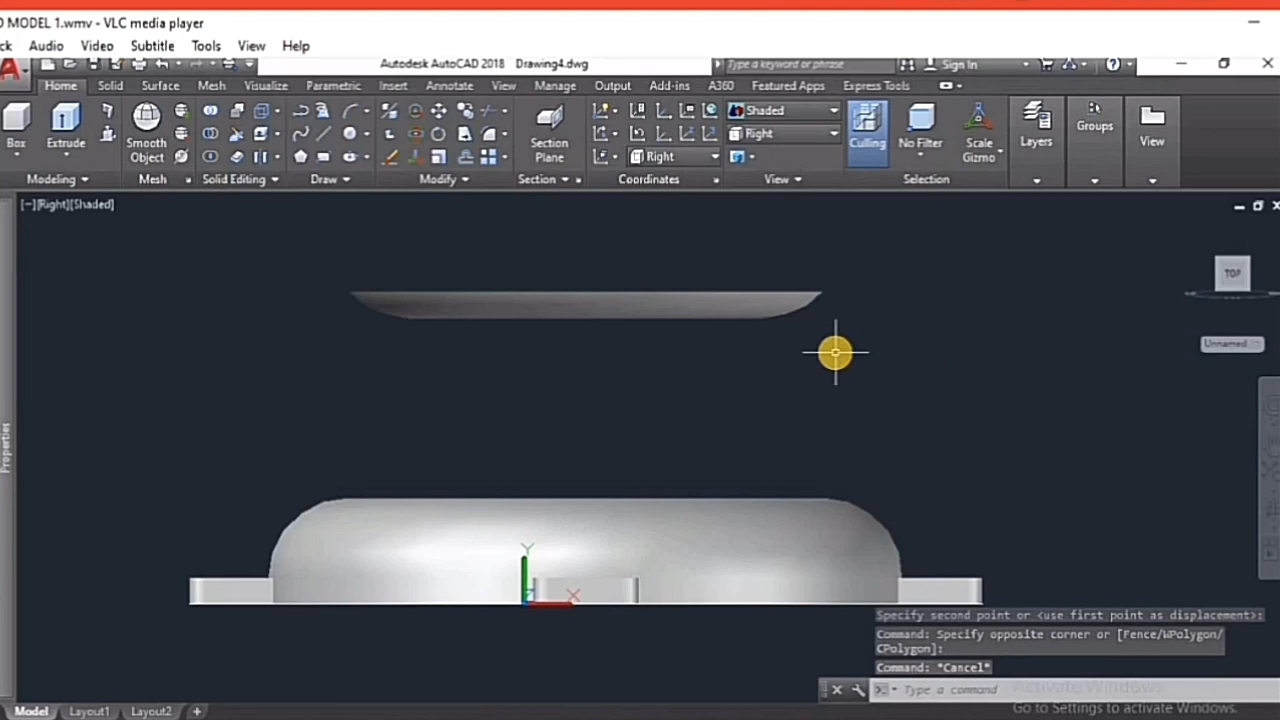 D MODEL 1.wmv - VLC media player
ck Audio Video Subtitle Tools View Help
A Autodesk AutoCAD 2018 Drawing4.dwg Type a keyword or phrase Sign In
Home Solid Surface Mesh Visualize Parametric Insert Annotate View Manage Output Add-ins A360 Featured Apps Express Tools
Box Extrude Smooth Object Section Plane Shaded Right Right Culling No Filter Scale Gizmo Layers Groups View
Modeling Mesh Solid Editing Draw Modify Section Coordinates View Selection
[−][Right][Shaded]
TOP
Unnamed
Properties
Y
Z
X
Specify second point or <use first point as displacement>:
Command: Specify opposite corner or [Fence/WPolygon/
CPolygon]:
Command: *Cancel*
Type a command
Activate Windows
Go to Settings to activate Windows.
Model Layout1 Layout2 +